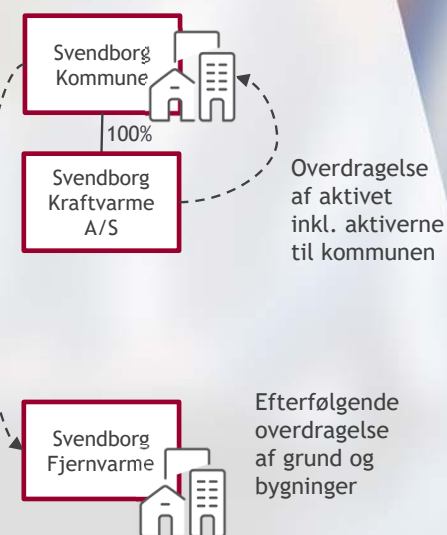 Svendborg
Kommune
100%
Svendborg
Kraftvarme
A/S
Overdragelse
af aktivet
inkl. aktiverne
til kommunen
Svendborg
Fjernvarme
Efterfølgende
overdragelse
af grund og
bygninger